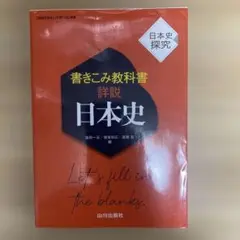 日本史
探究
書きこみ教科書
詳説
日本史
編
Let's fill in
the blanks.
山川出版社